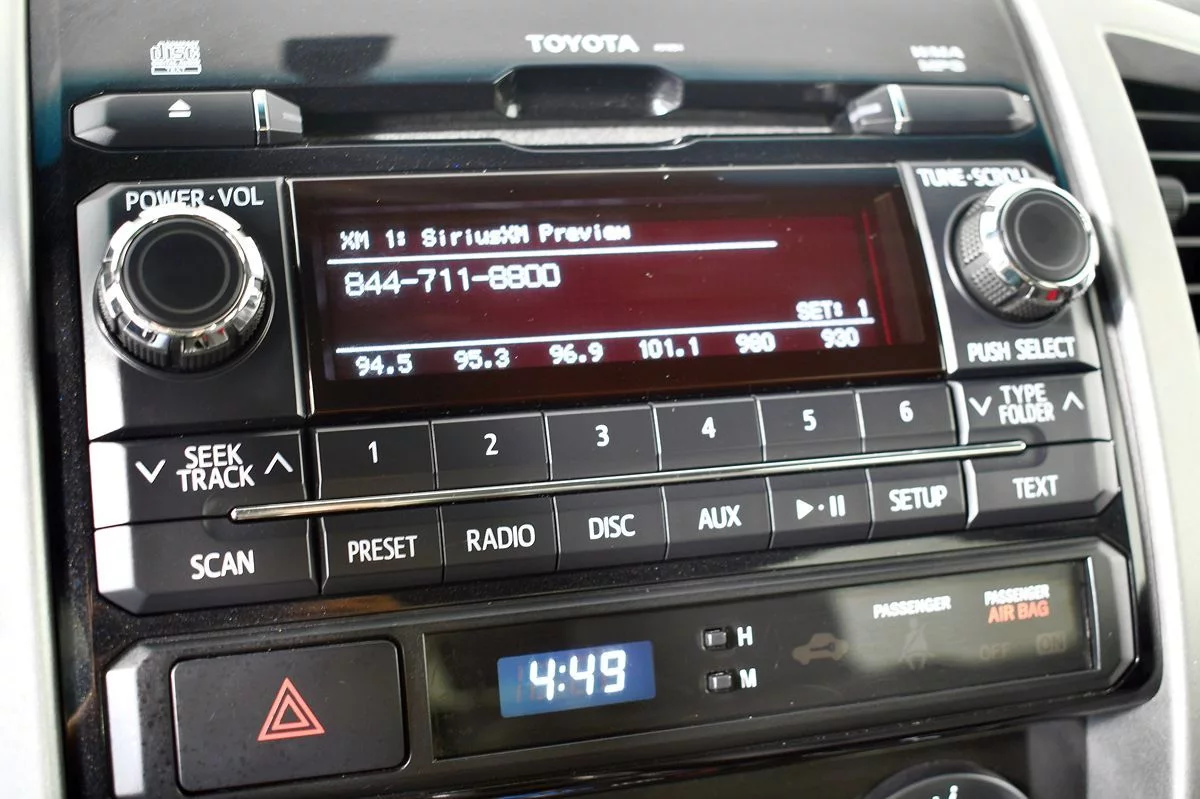 disc
TEXT
TOYOTA
WMA
MP3
POWER·VOL
TUNE·SCROLL
XM 1: SiriusXM Preview
844-711-8800
SET: 1
94.5 95.3 96.9 101.1 980 930
PUSH SELECT
SEEK
TRACK
1 2 3 4 5 6
TYPE
FOLDER
SCAN
PRESET RADIO DISC AUX SETUP TEXT
PASSENGER
PASSENGER
AIR BAG
OFF ON
4:49
H
M